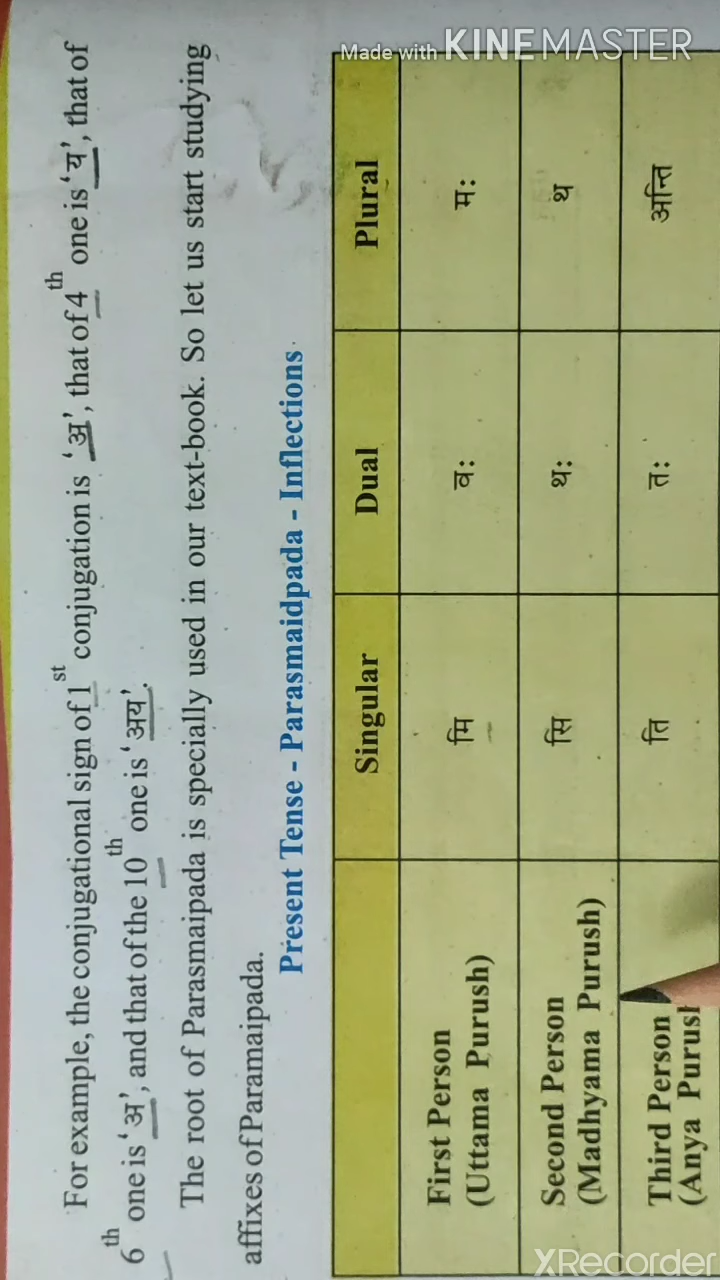 Made with KINEMASTER
For example, the conjugational sign of 1st conjugation is ‘अ’, that of 4th one is ‘य’, that of
6th one is ‘अ’, and that of the 10th one is ‘अय’.
The root of Parasmaipada is specially used in our text-book. So let us start studying
affixes of Paramaipada.
Present Tense - Parasmaidpada - Inflections
Singular Dual Plural
First Person मि वः मः
(Uttama Purush)
Second Person सि थः थ
(Madhyama Purush)
Third Person ति तः अन्ति
(Anya Purush
XRecorder